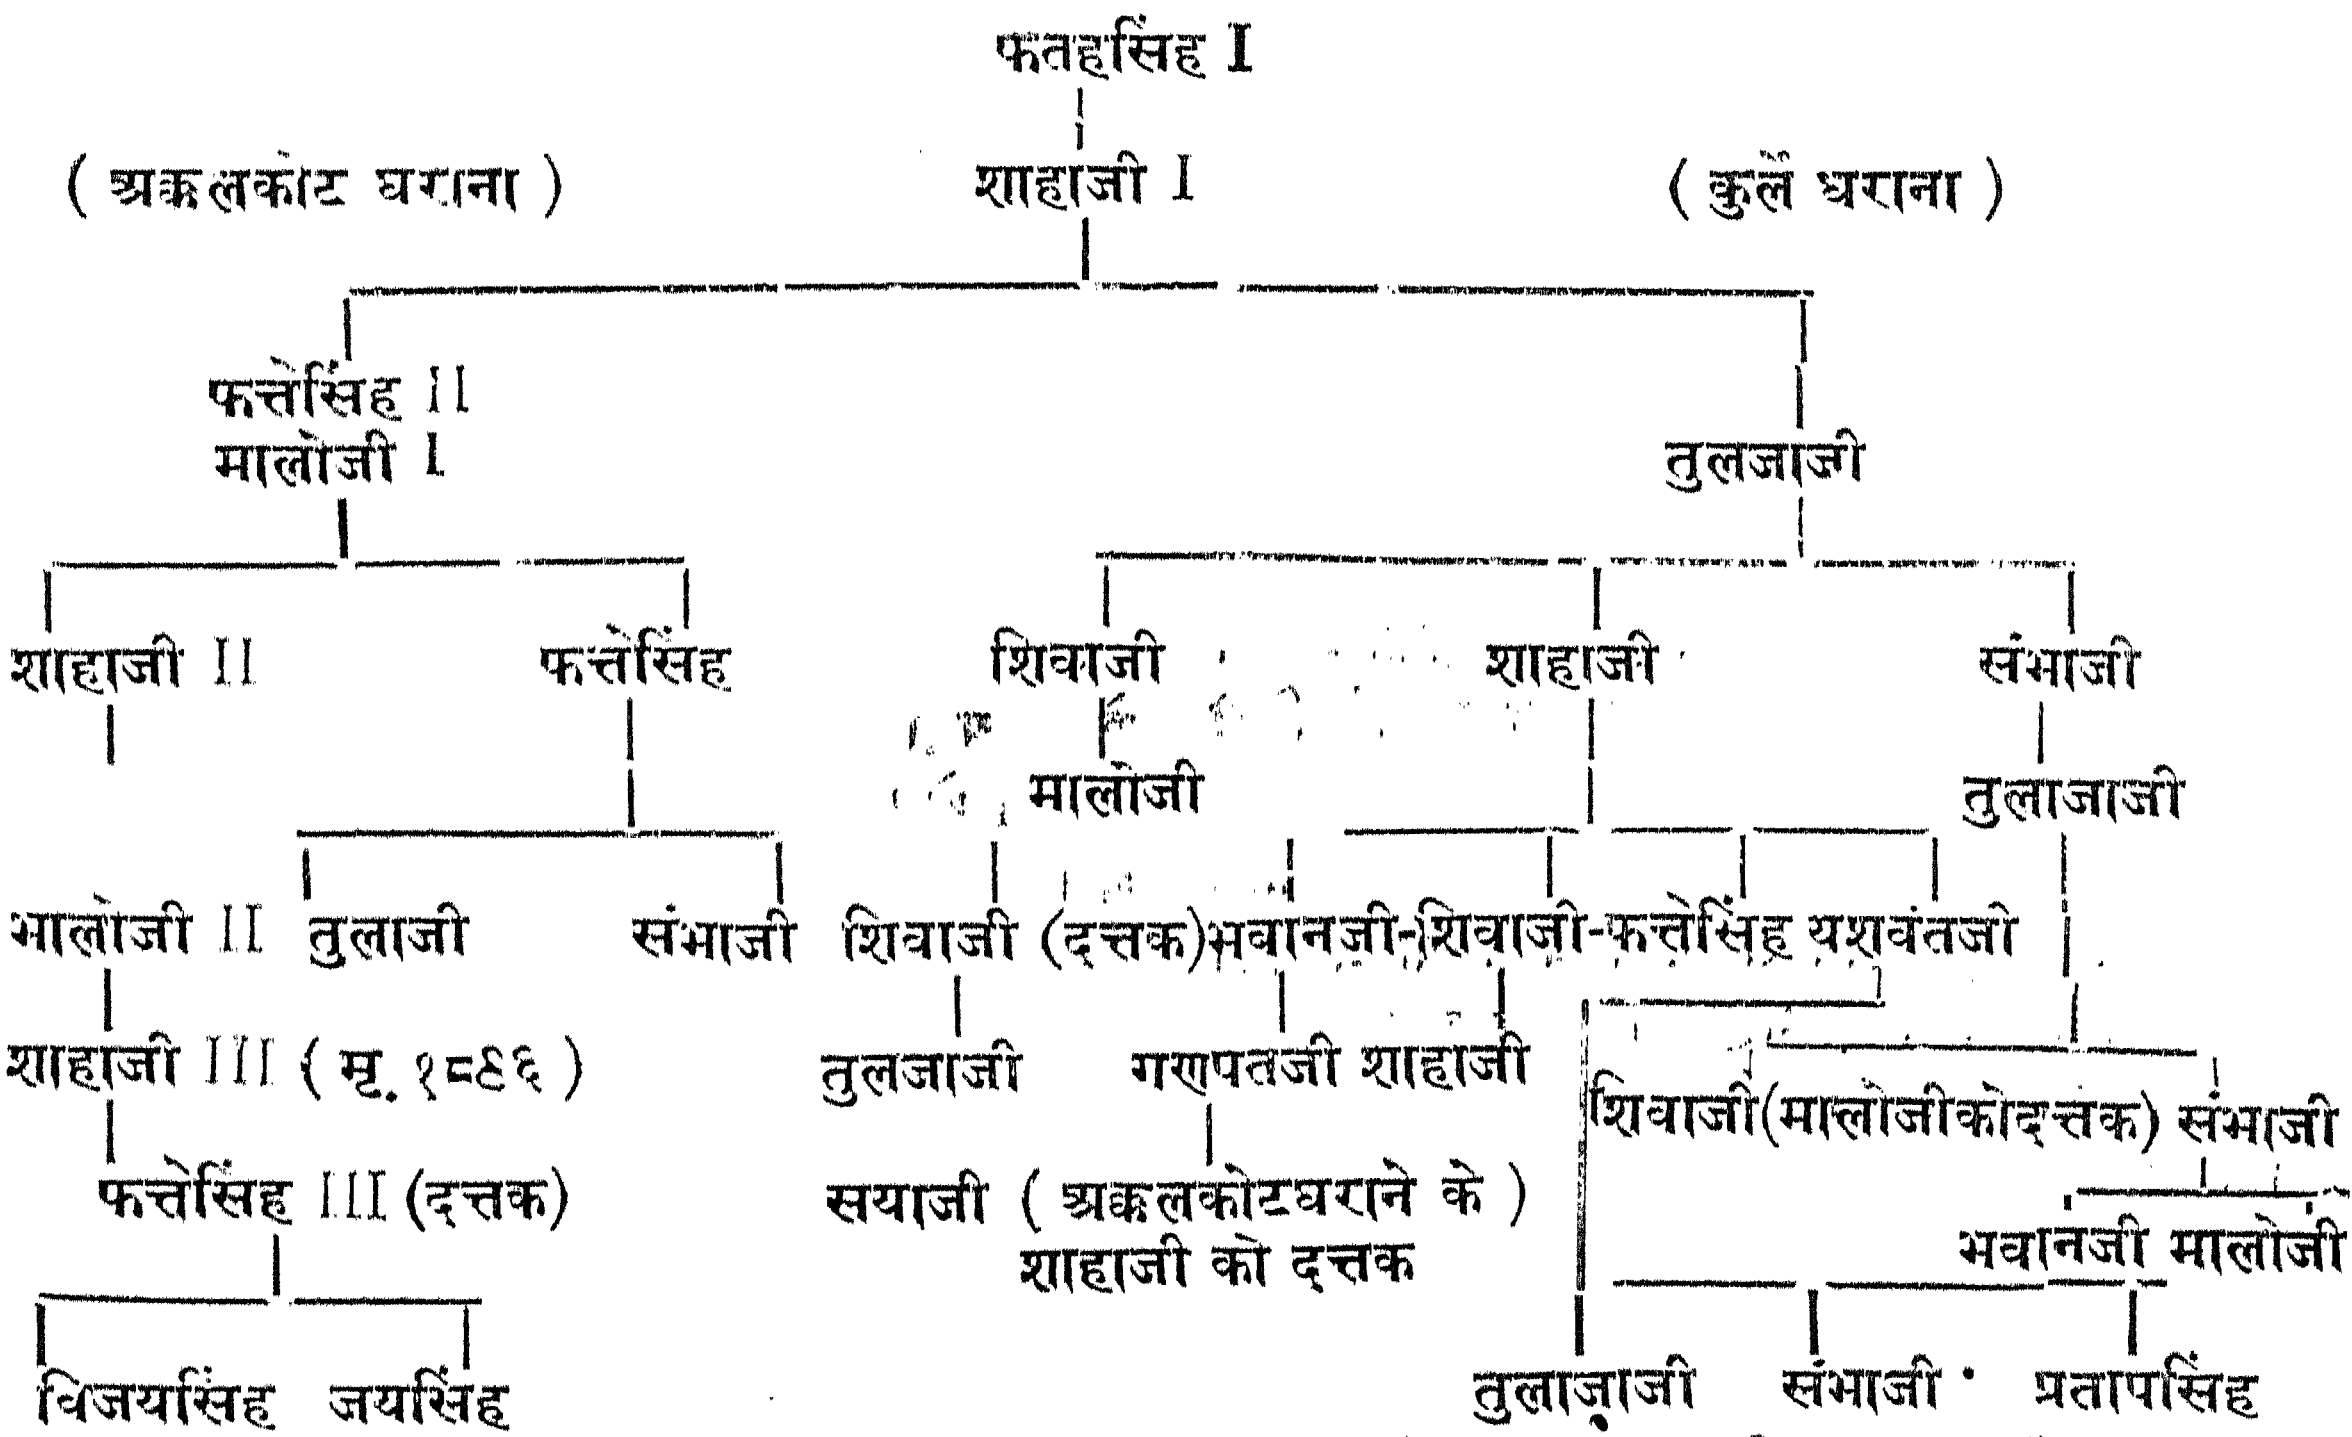 फतहसिंह I
( अक्कलकोट घराना ) शाहाजी I ( कुर्ले घराना )
फत्तेसिंह II
मालोजी I तुलजाजी
शाहाजी II फत्तेसिंह शिवाजी शाहाजी संभाजी
मालोजी तुलाजाजी
मालोजी II तुलाजी संभाजी शिवाजी (दत्तक) भवानजी-शिवाजी-फत्तेसिंह यशवंतजी
शाहाजी III ( मृ. १८९६ ) तुलजाजी गणपतजी शाहाजी
शिवाजी(मालोजीकोदत्तक) संभाजी
फत्तेसिंह III (दत्तक) सयाजी ( अक्कलकोटघराने के )
शाहाजी को दत्तक भवानजी मालोजी
विजयसिंह जयसिंह तुलाजाजी संभाजी प्रतापसिंह